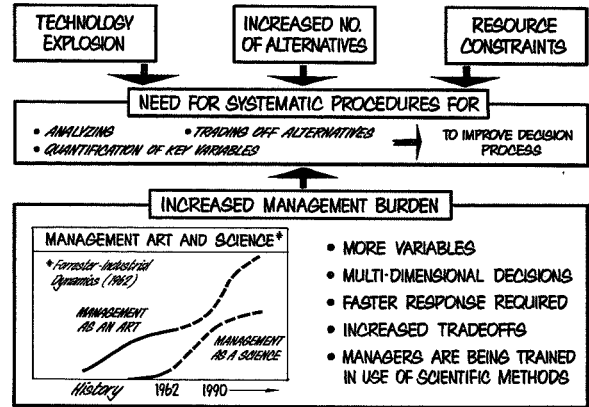 TECHNOLOGY
EXPLOSION
INCREASED NO.
OF ALTERNATIVES
RESOURCE
CONSTRAINTS
NEED FOR SYSTEMATIC PROCEDURES FOR
• ANALYZING
• TRADING OFF ALTERNATIVES
• QUANTIFICATION OF KEY VARIABLES
TO IMPROVE DECISION
PROCESS
INCREASED MANAGEMENT BURDEN
MANAGEMENT ART AND SCIENCE*
* Forrester-Industrial
Dynamics (1962)
MANAGEMENT
AS AN ART
MANAGEMENT
AS A SCIENCE
History 1962 1990
• MORE VARIABLES
• MULTI-DIMENSIONAL DECISIONS
• FASTER RESPONSE REQUIRED
• INCREASED TRADEOFFS
• MANAGERS ARE BEING TRAINED
IN USE OF SCIENTIFIC METHODS